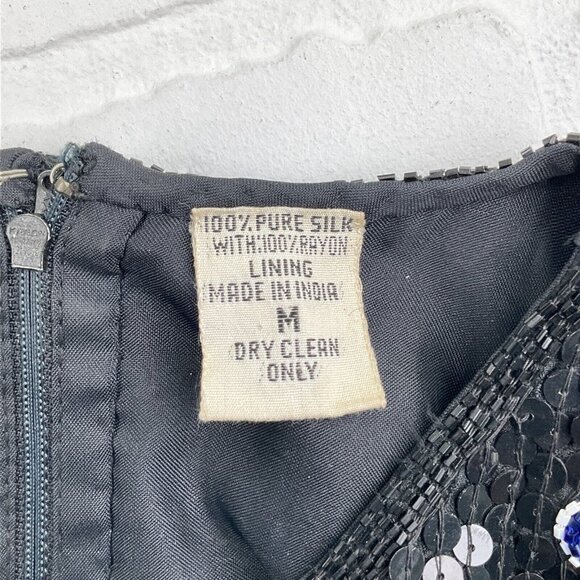 100% PURE SILK
WITH:100% RAYON
LINING
MADE IN INDIA
M
DRY CLEAN
ONLY